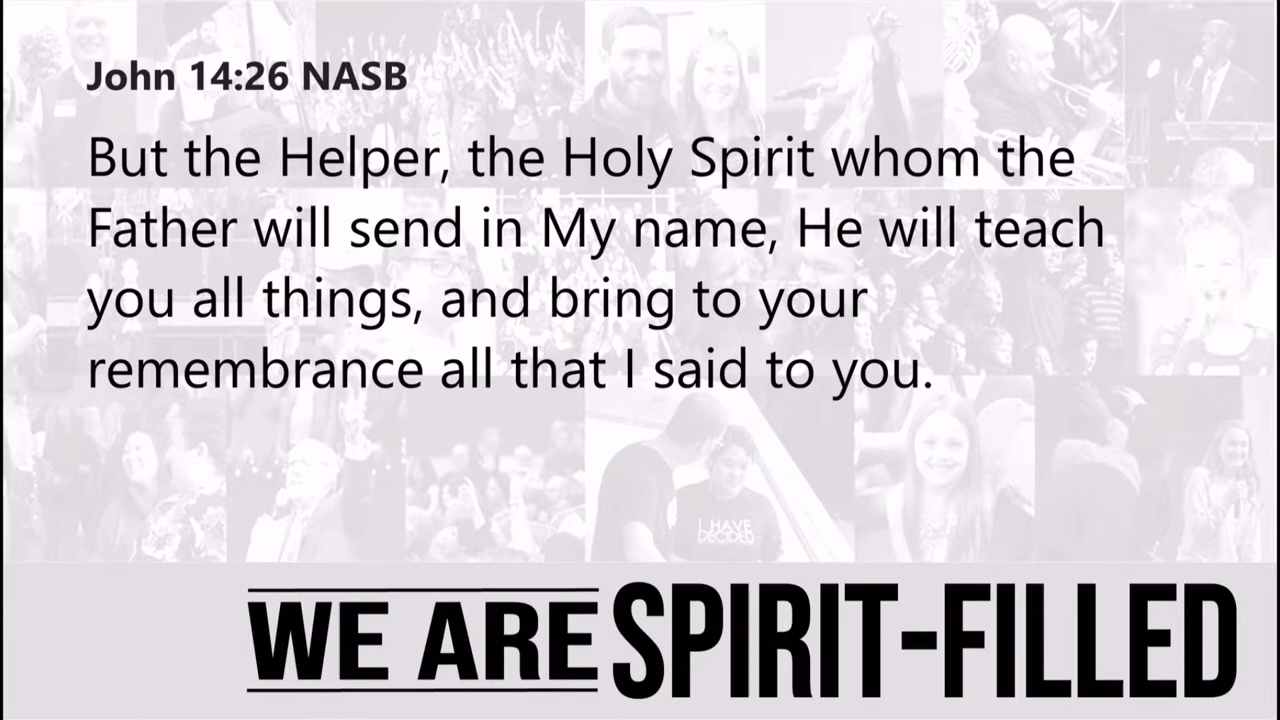 John 14:26 NASB
But the Helper, the Holy Spirit whom the
Father will send in My name, He will teach
you all things, and bring to your
remembrance all that I said to you.
I HAVE
DECIDED
WE ARE SPIRIT-FILLED